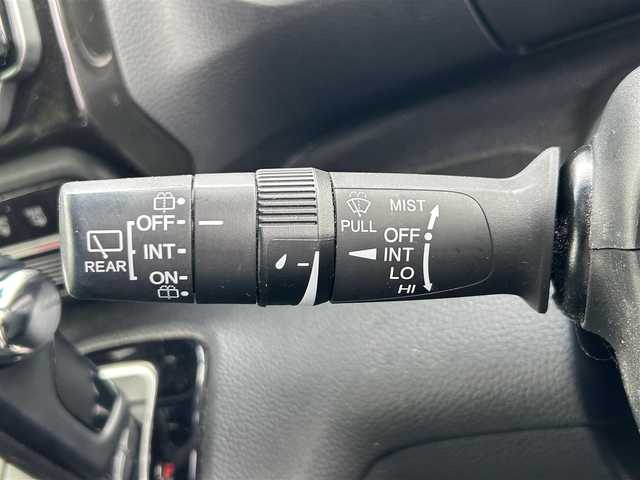 OFF
INT
ON
REAR
PULL
MIST
OFF
INT
LO
HI